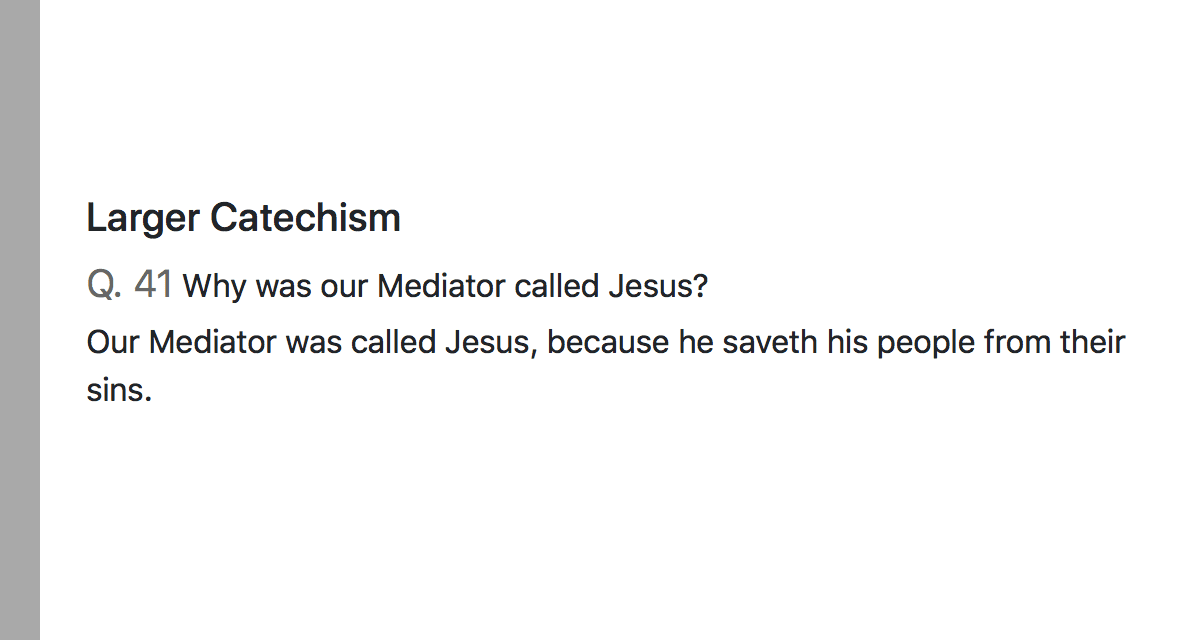 Larger Catechism
Q. 41 Why was our Mediator called Jesus?
Our Mediator was called Jesus, because he saveth his people from their
sins.